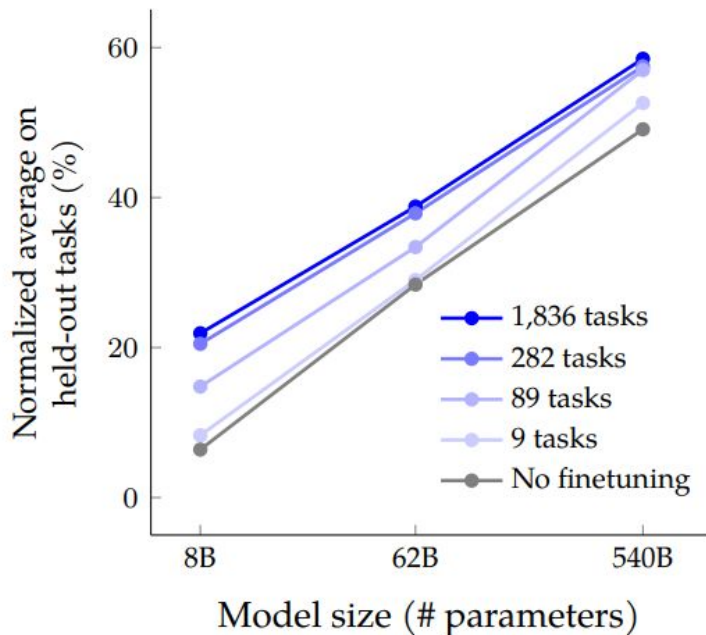 Normalized average on
held-out tasks (%)
60
40
20
0
1,836 tasks
282 tasks
89 tasks
9 tasks
No finetuning
8B 62B 540B
Model size (# parameters)